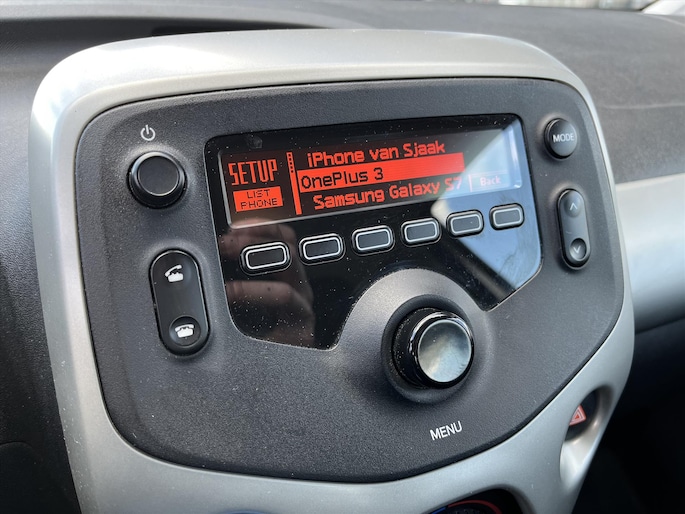 SETUP
LIST
PHONE
iPhone van Sjaak
OnePlus 3
Samsung Galaxy S7
Back
MODE
MENU